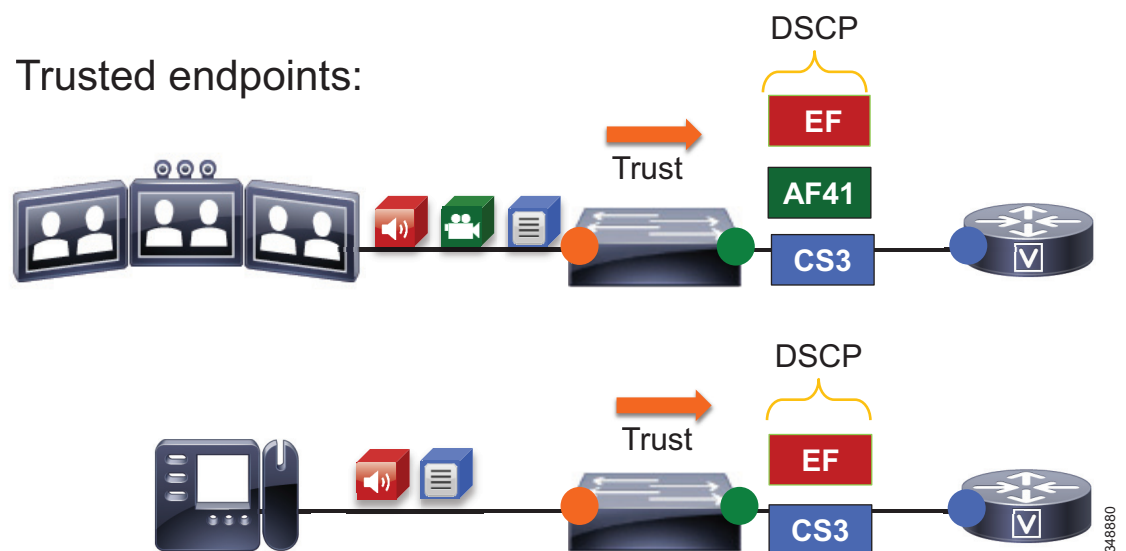 DSCP
Trusted endpoints:
EF
Trust
AF41
CS3
V
DSCP
Trust
EF
CS3
V
348880